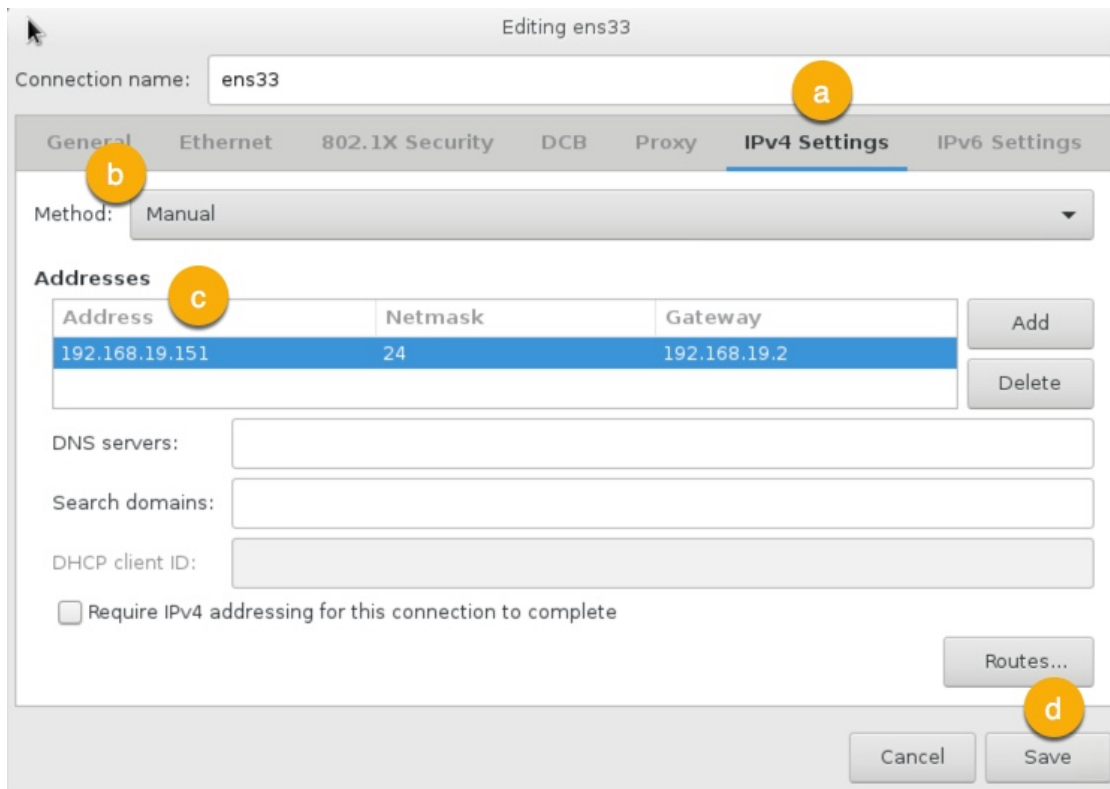 Editing ens33
Connection name: ens33
a
General Ethernet 802.1X Security DCB Proxy IPv4 Settings IPv6 Settings
b
Method: Manual
Addresses
c
Address Netmask Gateway
Add
192.168.19.151 24 192.168.19.2
Delete
DNS servers:
Search domains:
DHCP client ID:
Require IPv4 addressing for this connection to complete
Routes...
d
Cancel Save